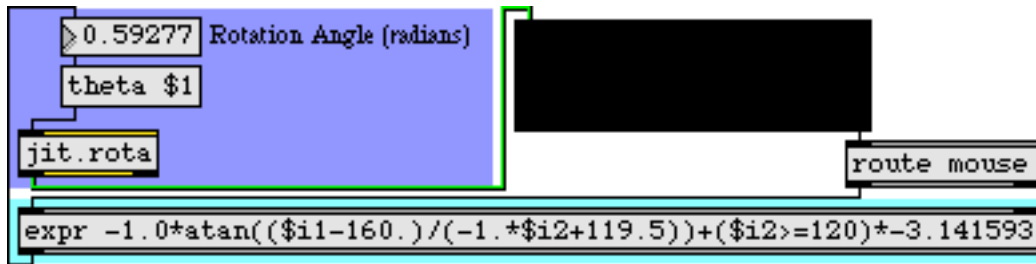 0.59277 Rotation Angle (radians)
theta $1
jit.rota
route mouse
expr -1.0*atan(($i1-160.)/(-1.*$i2+119.5))+($i2>=120)*-3.141593